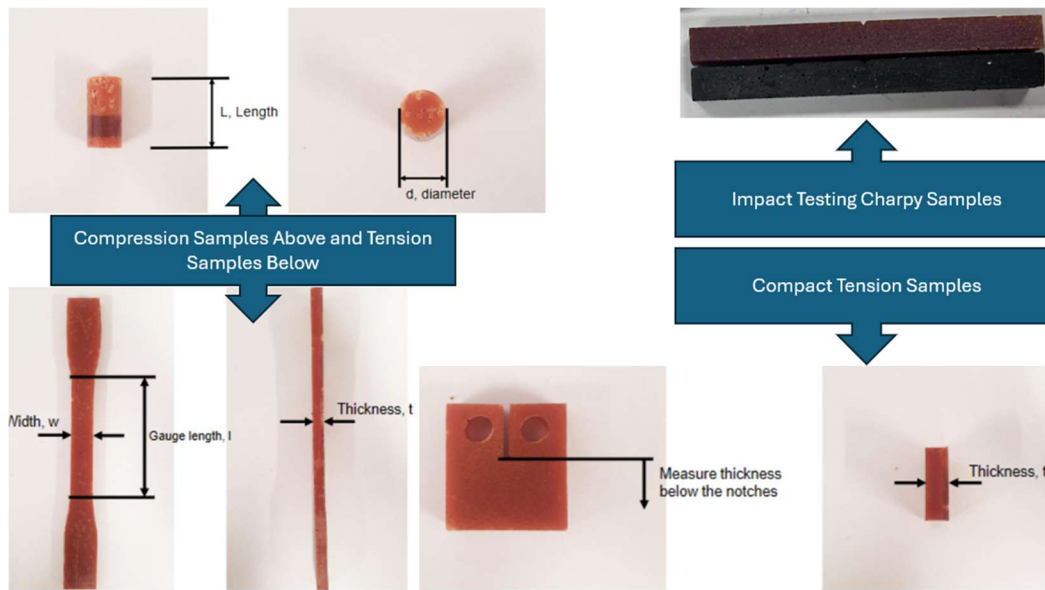 L, Length
d, diameter
Impact Testing Charpy Samples
Compression Samples Above and Tension
Samples Below
Compact Tension Samples
Width, w
Gauge length, l
Thickness, t
Measure thickness
below the notches
Thickness, t